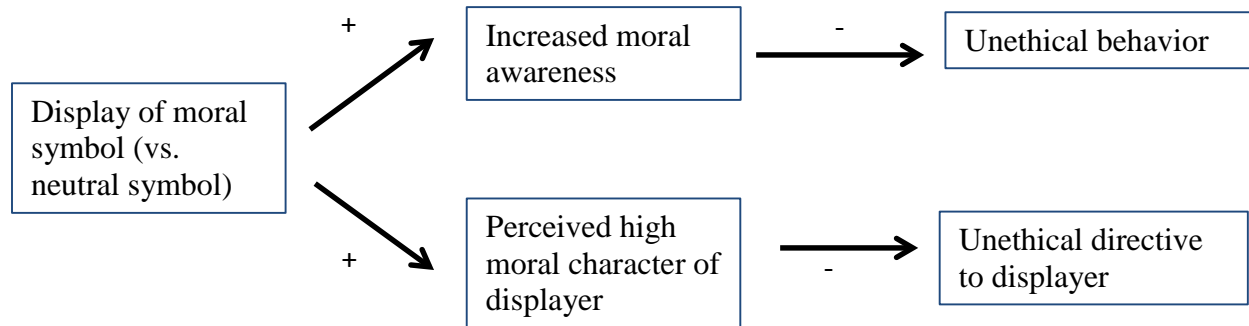 +
Increased moral
awareness
-
Unethical behavior
Display of moral
symbol (vs.
neutral symbol)
+
Perceived high
moral character of
displayer
-
Unethical directive
to displayer